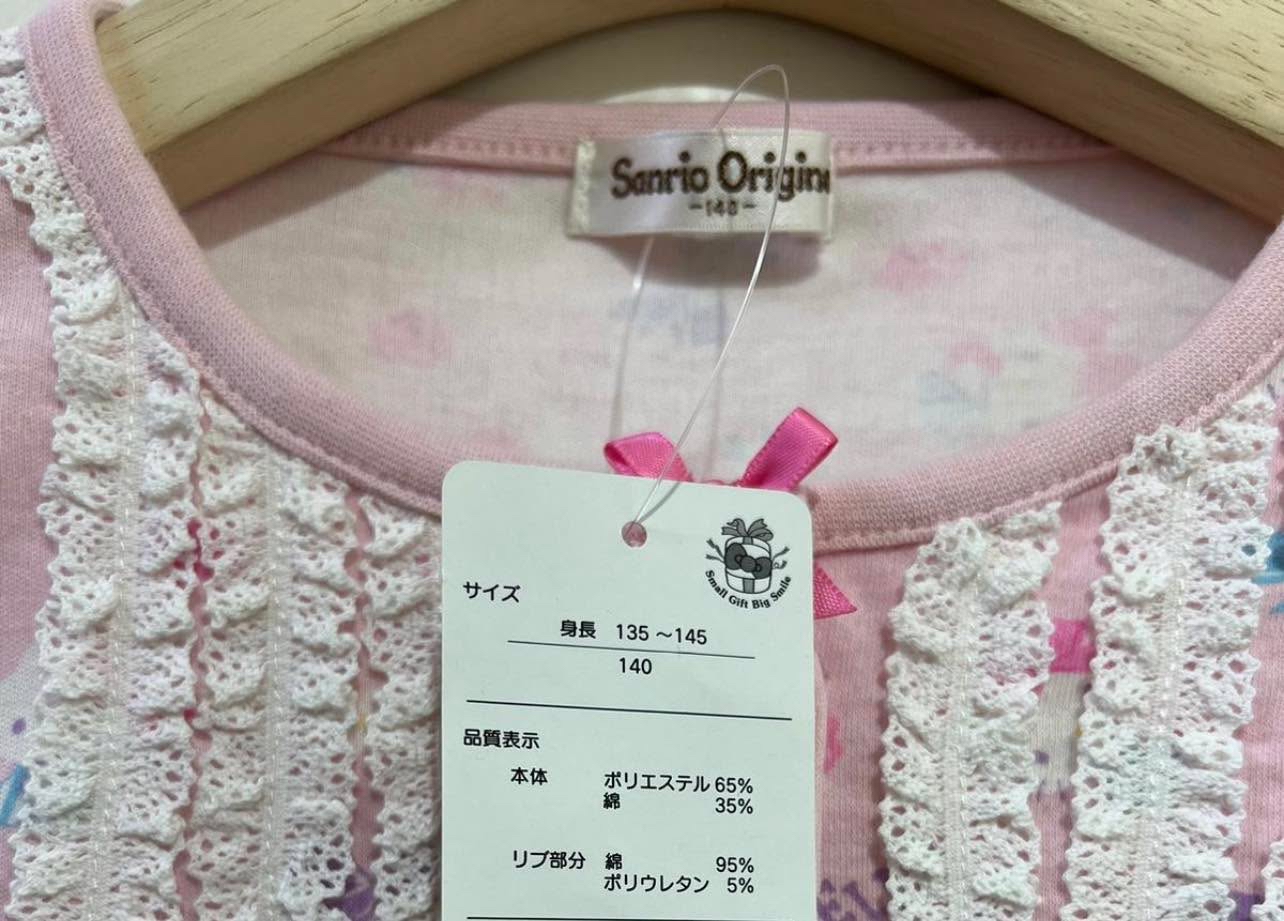 Sanrio Origin
-140-
Small Gift Big Smile
サイズ
身長 135～145
140
品質表示
本体 ポリエステル 65%
綿 35%
リブ部分 綿 95%
ポリウレタン 5%